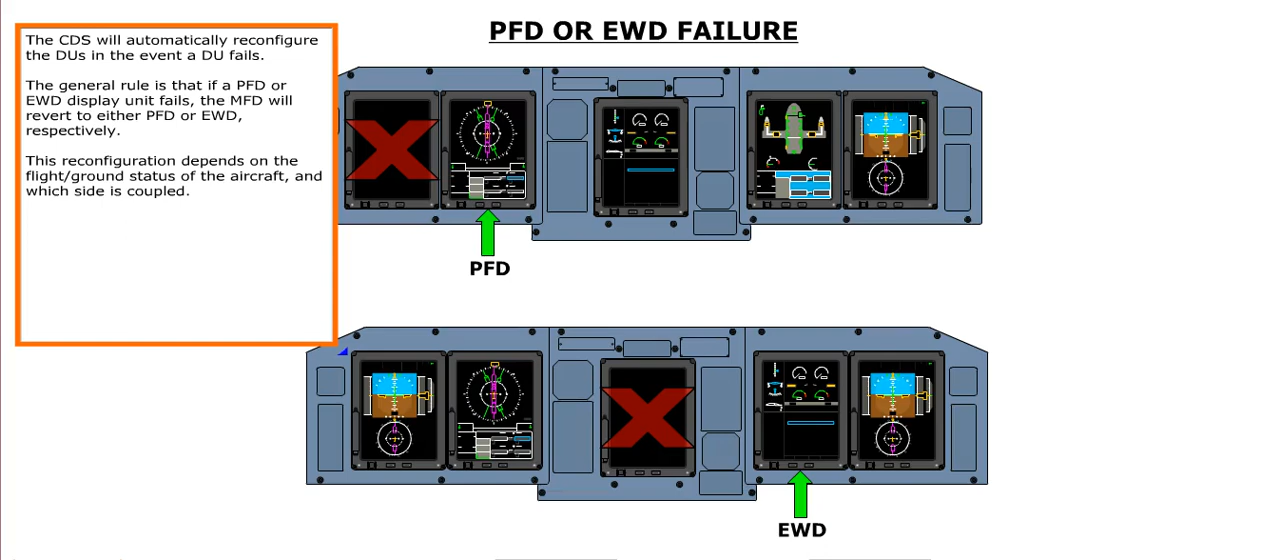 PFD OR EWD FAILURE
The CDS will automatically reconfigure
the DUs in the event a DU fails.
The general rule is that if a PFD or
EWD display unit fails, the MFD will
revert to either PFD or EWD,
respectively.
This reconfiguration depends on the
flight/ground status of the aircraft, and
which side is coupled.
PFD
EWD